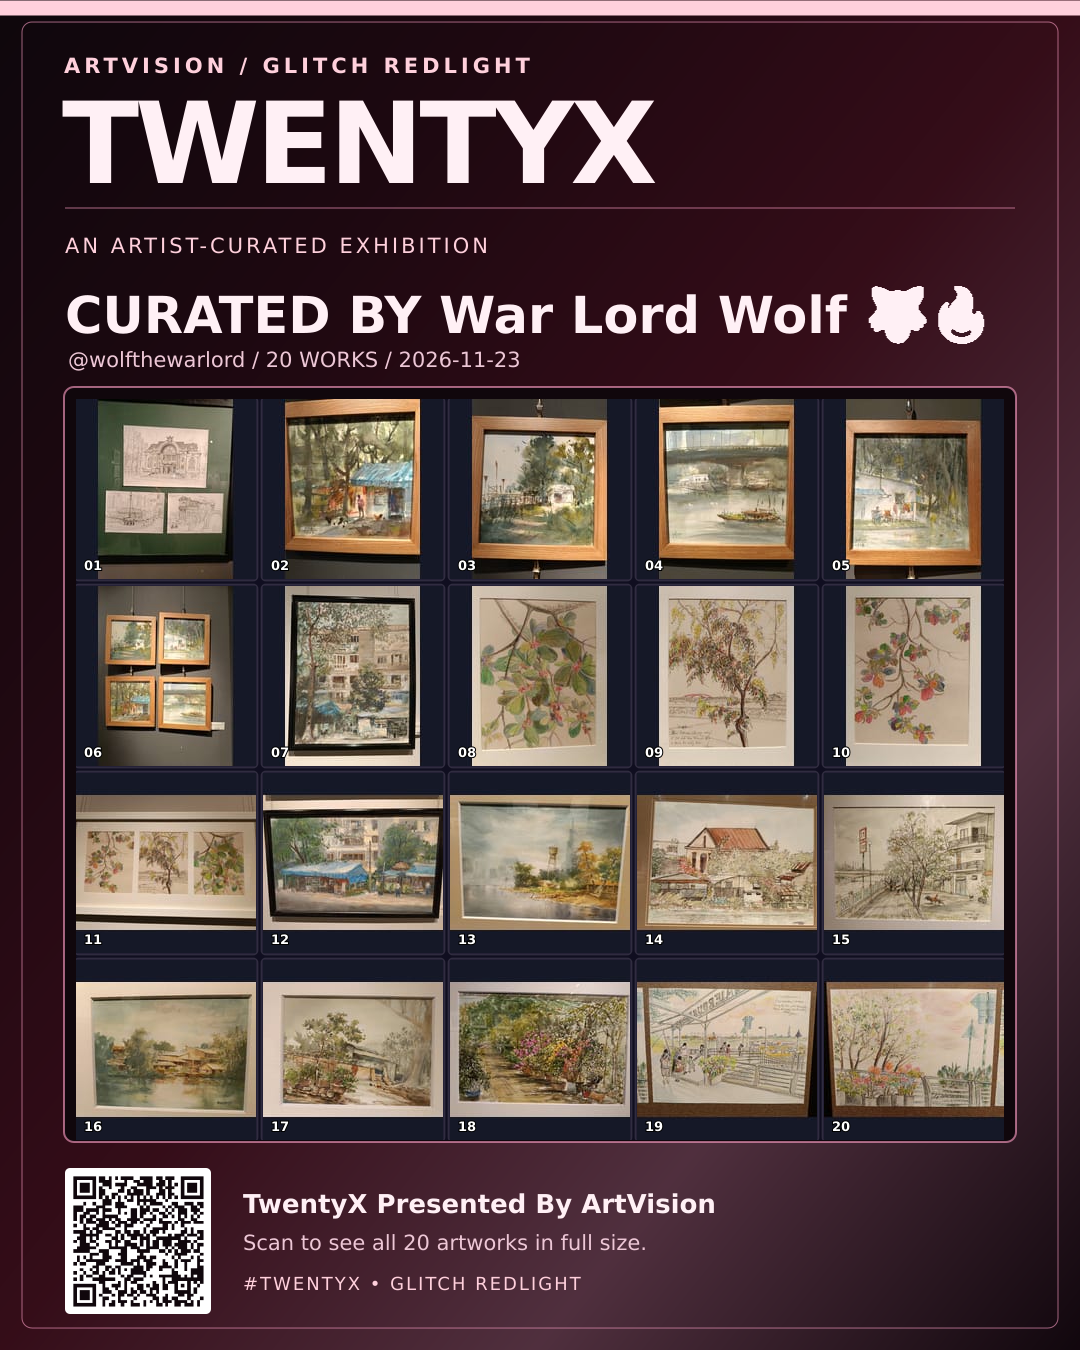 ARTVISION / GLITCH REDLIGHT
TWENTYX
AN ARTIST-CURATED EXHIBITION
CURATED BY War Lord Wolf
@wolfthewarlord / 20 WORKS / 2026-11-23
01
02
03
04
05
06
07
08
09
10
11
12
13
14
15
16
17
18
19
20
TwentyX Presented By ArtVision
Scan to see all 20 artworks in full size.
#TWENTYX • GLITCH REDLIGHT